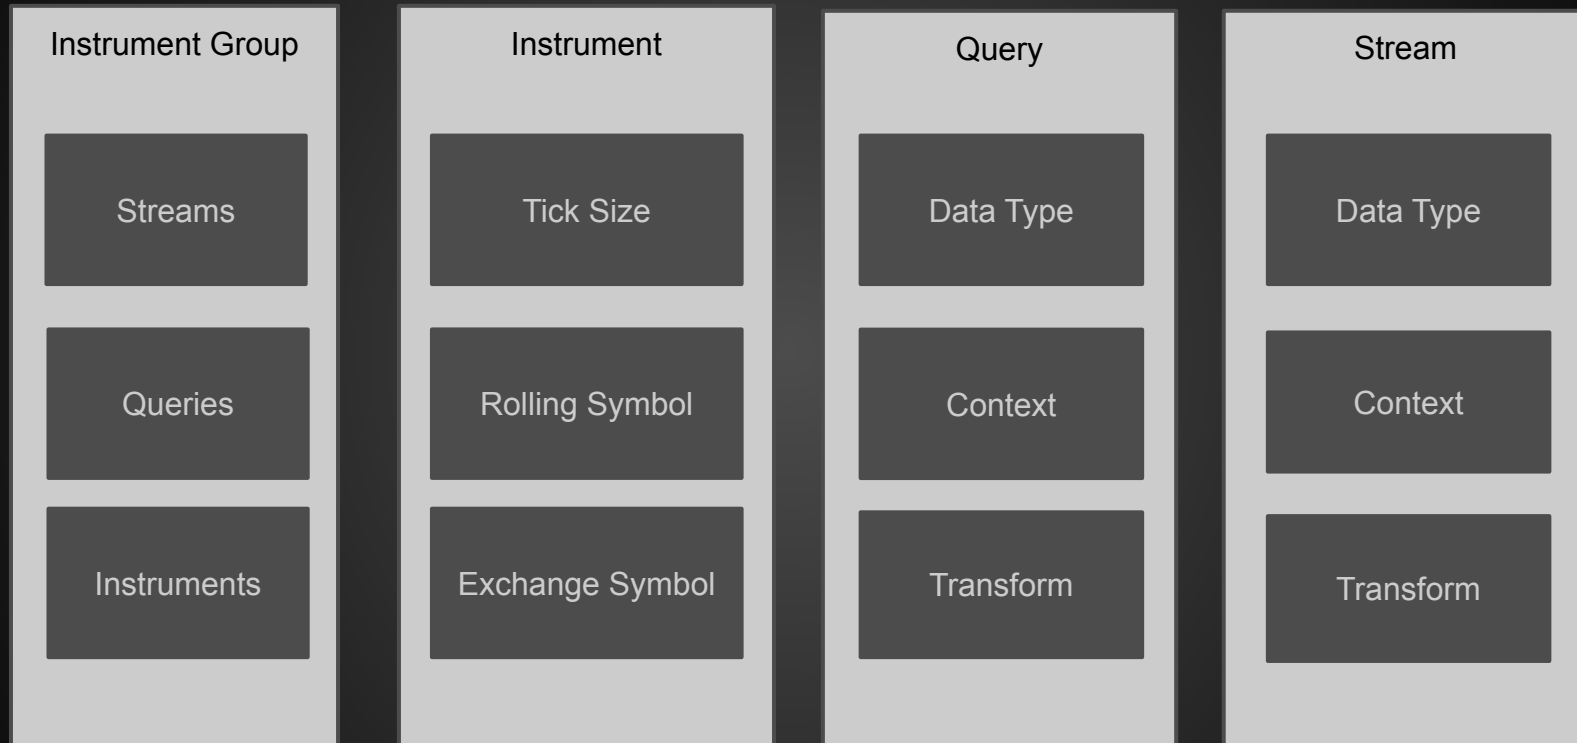 Instrument Group
Streams
Queries
Instruments
Instrument
Tick Size
Rolling Symbol
Exchange Symbol
Query
Data Type
Context
Transform
Stream
Data Type
Context
Transform